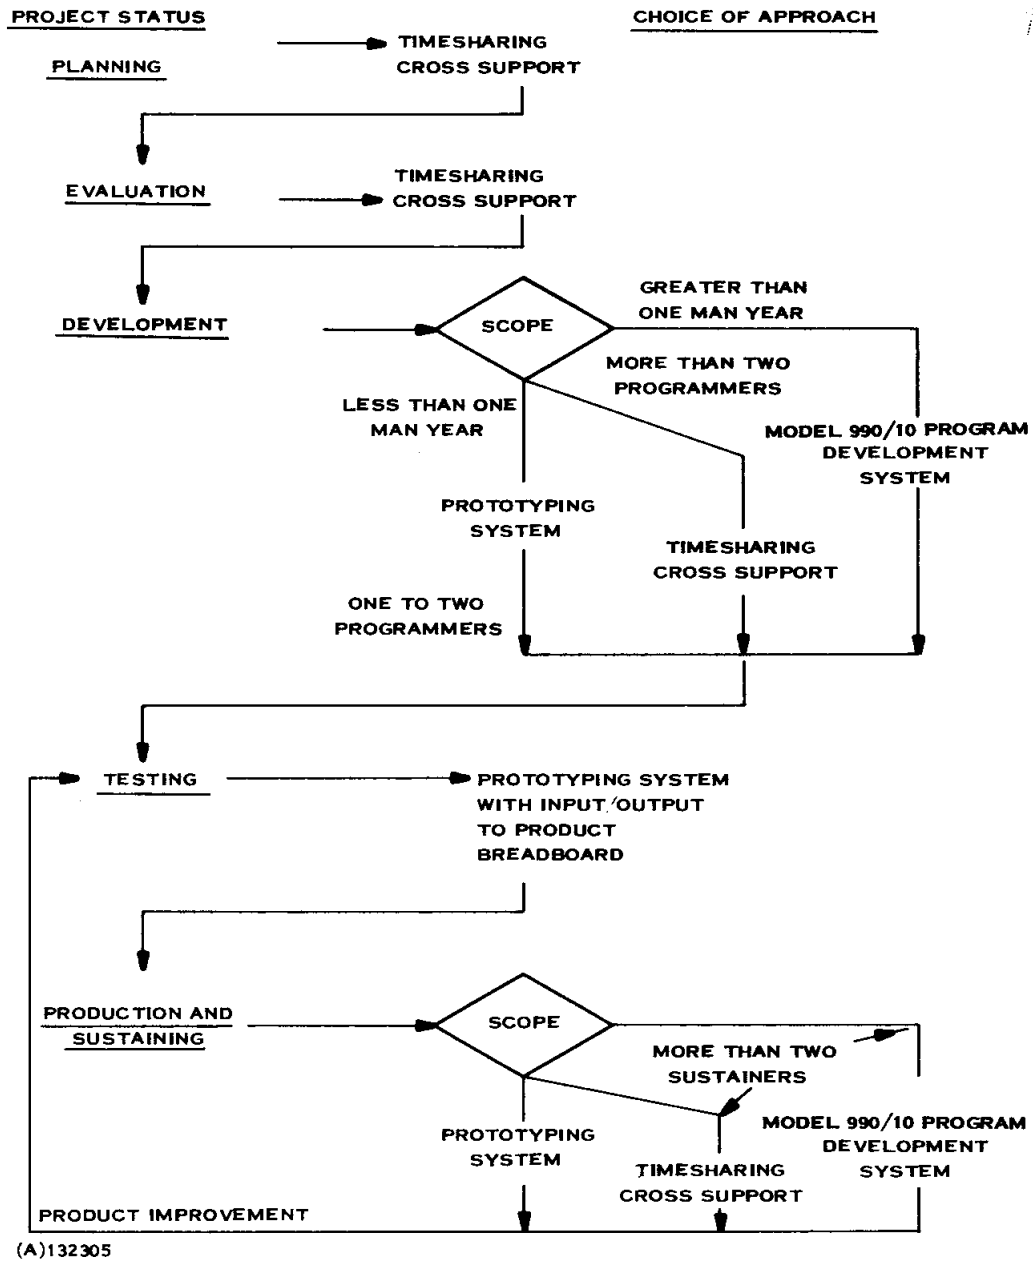 PROJECT STATUS
CHOICE OF APPROACH
TIMESHARING
CROSS SUPPORT
PLANNING
EVALUATION
TIMESHARING
CROSS SUPPORT
DEVELOPMENT
SCOPE
GREATER THAN
ONE MAN YEAR
MORE THAN TWO
PROGRAMMERS
LESS THAN ONE
MAN YEAR
MODEL 990/10 PROGRAM
DEVELOPMENT
SYSTEM
PROTOTYPING
SYSTEM
TIMESHARING
CROSS SUPPORT
ONE TO TWO
PROGRAMMERS
TESTING
PROTOTYPING SYSTEM
WITH INPUT/OUTPUT
TO PRODUCT
BREADBOARD
PRODUCTION AND
SUSTAINING
SCOPE
MORE THAN TWO
SUSTAINERS
MODEL 990/10 PROGRAM
DEVELOPMENT
SYSTEM
PROTOTYPING
SYSTEM
TIMESHARING
CROSS SUPPORT
PRODUCT IMPROVEMENT
(A)132305